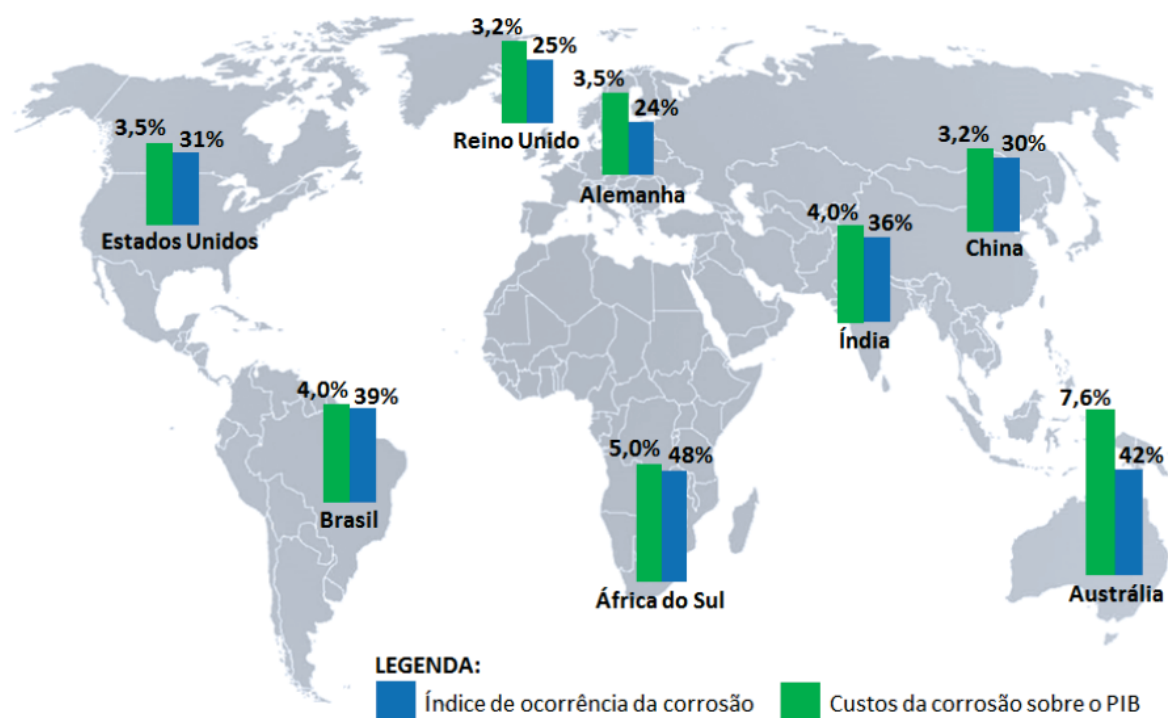 3,2%
25%
Reino Unido
3,5%
24%
Alemanha
3,5%
31%
Estados Unidos
3,2%
30%
China
4,0%
36%
Índia
4,0%
39%
Brasil
5,0%
48%
África do Sul
7,6%
42%
Austrália
LEGENDA:
Índice de ocorrência da corrosão
Custos da corrosão sobre o PIB